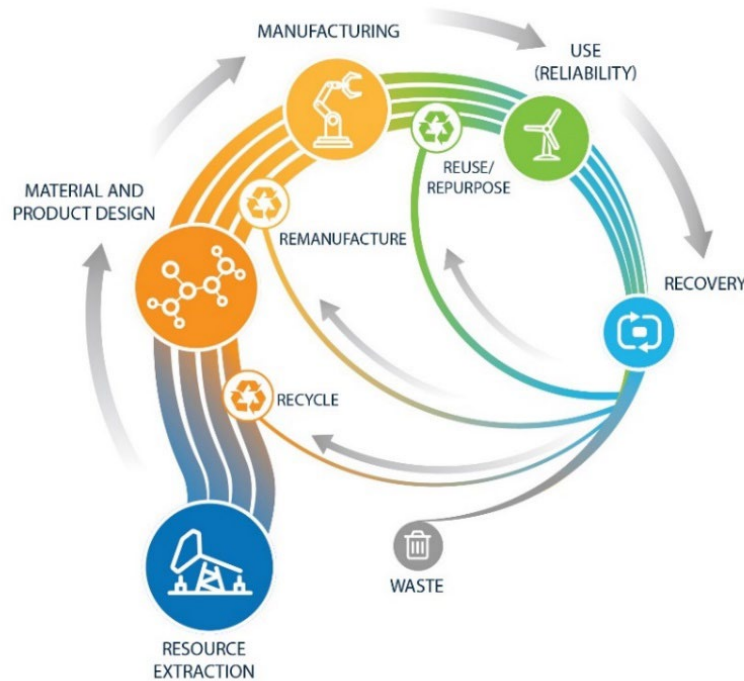 MANUFACTURING
USE
(RELIABILITY)
REUSE/
REPURPOSE
MATERIAL AND
PRODUCT DESIGN
REMANUFACTURE
RECOVERY
RECYCLE
WASTE
RESOURCE
EXTRACTION